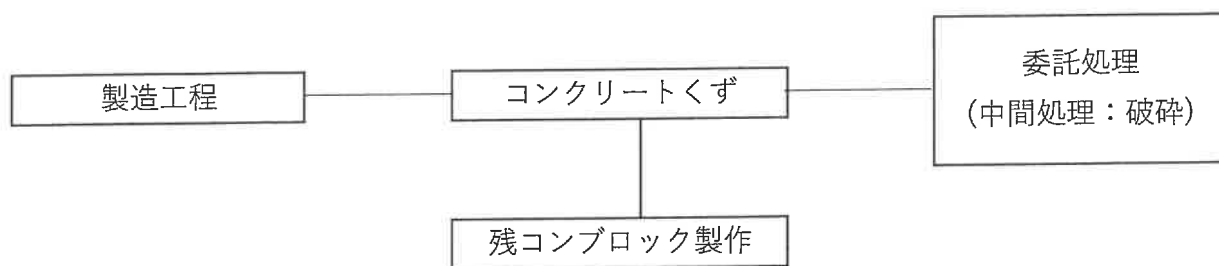 製造工程
コンクリートくず
委託処理
(中間処理:破砕)
残コンブロック製作